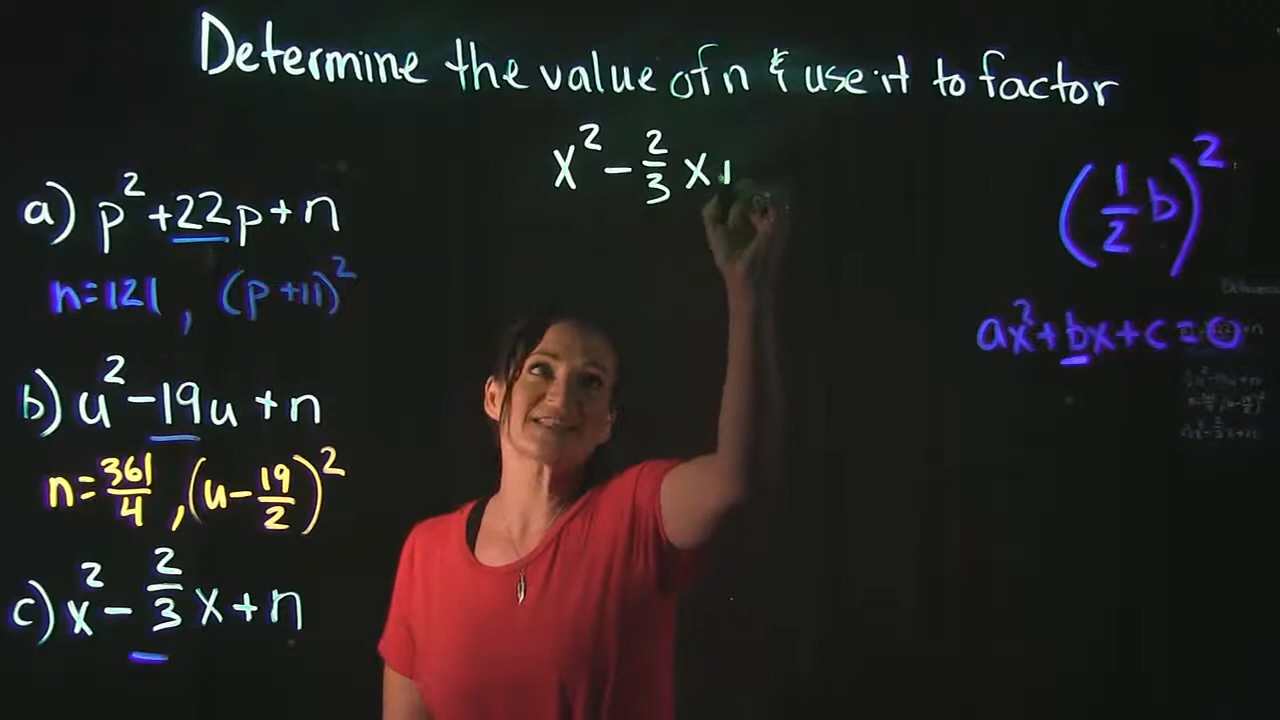 Determine the value of n & use it to factor
x² - 2/3 x +
(1/2 b)²
a) p² + 22p + n
n = 121 , (p + 11)²
ax² + bx + c = 0
b) u² - 19u + n
n = 361/4 , (u - 19/2)²
c) x² - 2/3 x + n